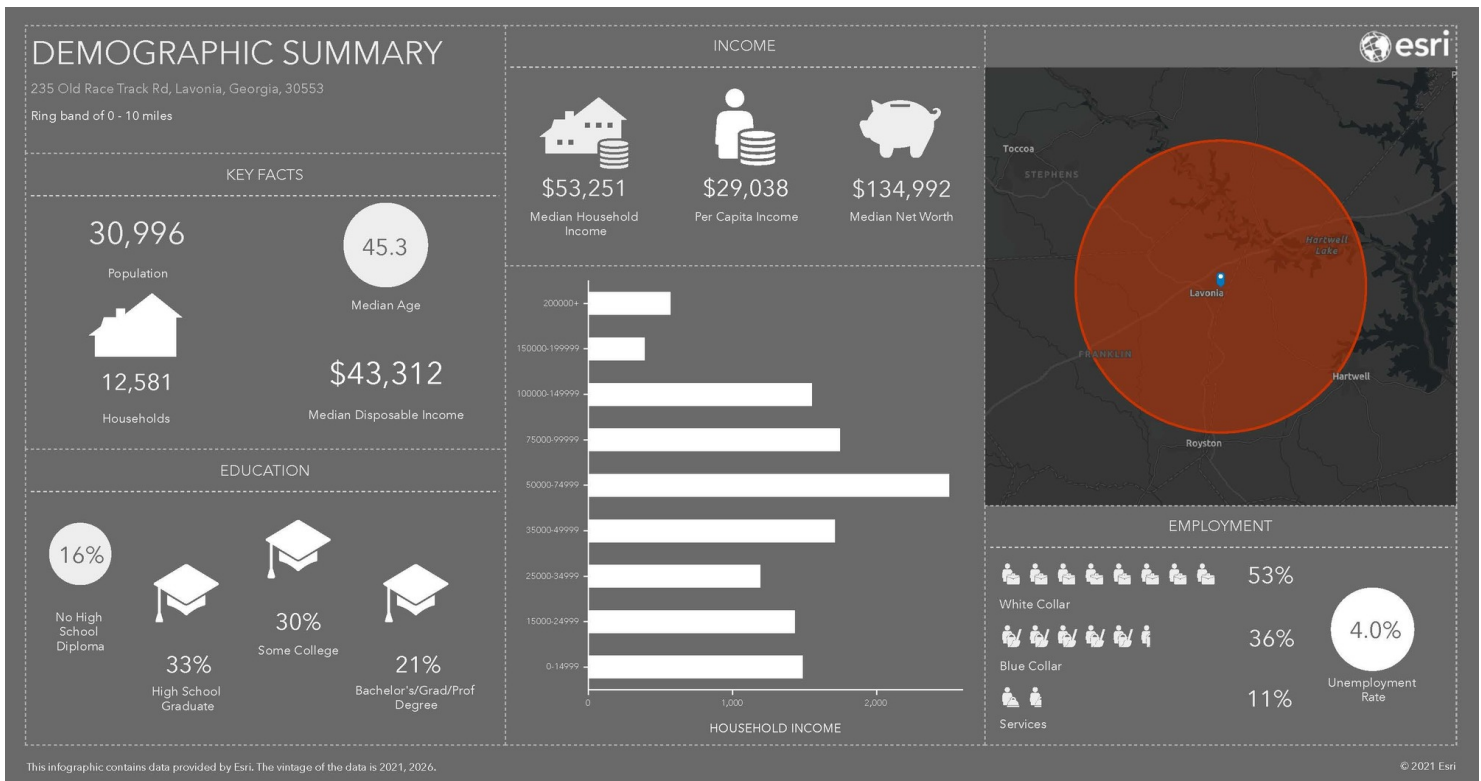 DEMOGRAPHIC SUMMARY
235 Old Race Track Rd, Lavonia, Georgia, 30553
Ring band of 0 - 10 miles
KEY FACTS
30,996
Population
45.3
Median Age
12,581
Households
$43,312
Median Disposable Income
EDUCATION
16%
No High
School
Diploma
33%
High School
Graduate
30%
Some College
21%
Bachelor's/Grad/Prof
Degree
INCOME
$53,251
Median Household
Income
$29,038
Per Capita Income
$134,992
Median Net Worth
200000+
150000-199999
100000-149999
75000-99999
50000-74999
35000-49999
25000-34999
15000-24999
0-14999
0
1,000
2,000
HOUSEHOLD INCOME
esri
Toccoa
STEPHENS
Hartwell
Lake
Lavonia
FRANKLIN
Hartwell
Royston
EMPLOYMENT
53%
White Collar
36%
Blue Collar
11%
Services
4.0%
Unemployment
Rate
This infographic contains data provided by Esri. The vintage of the data is 2021, 2026.
© 2021 Esri